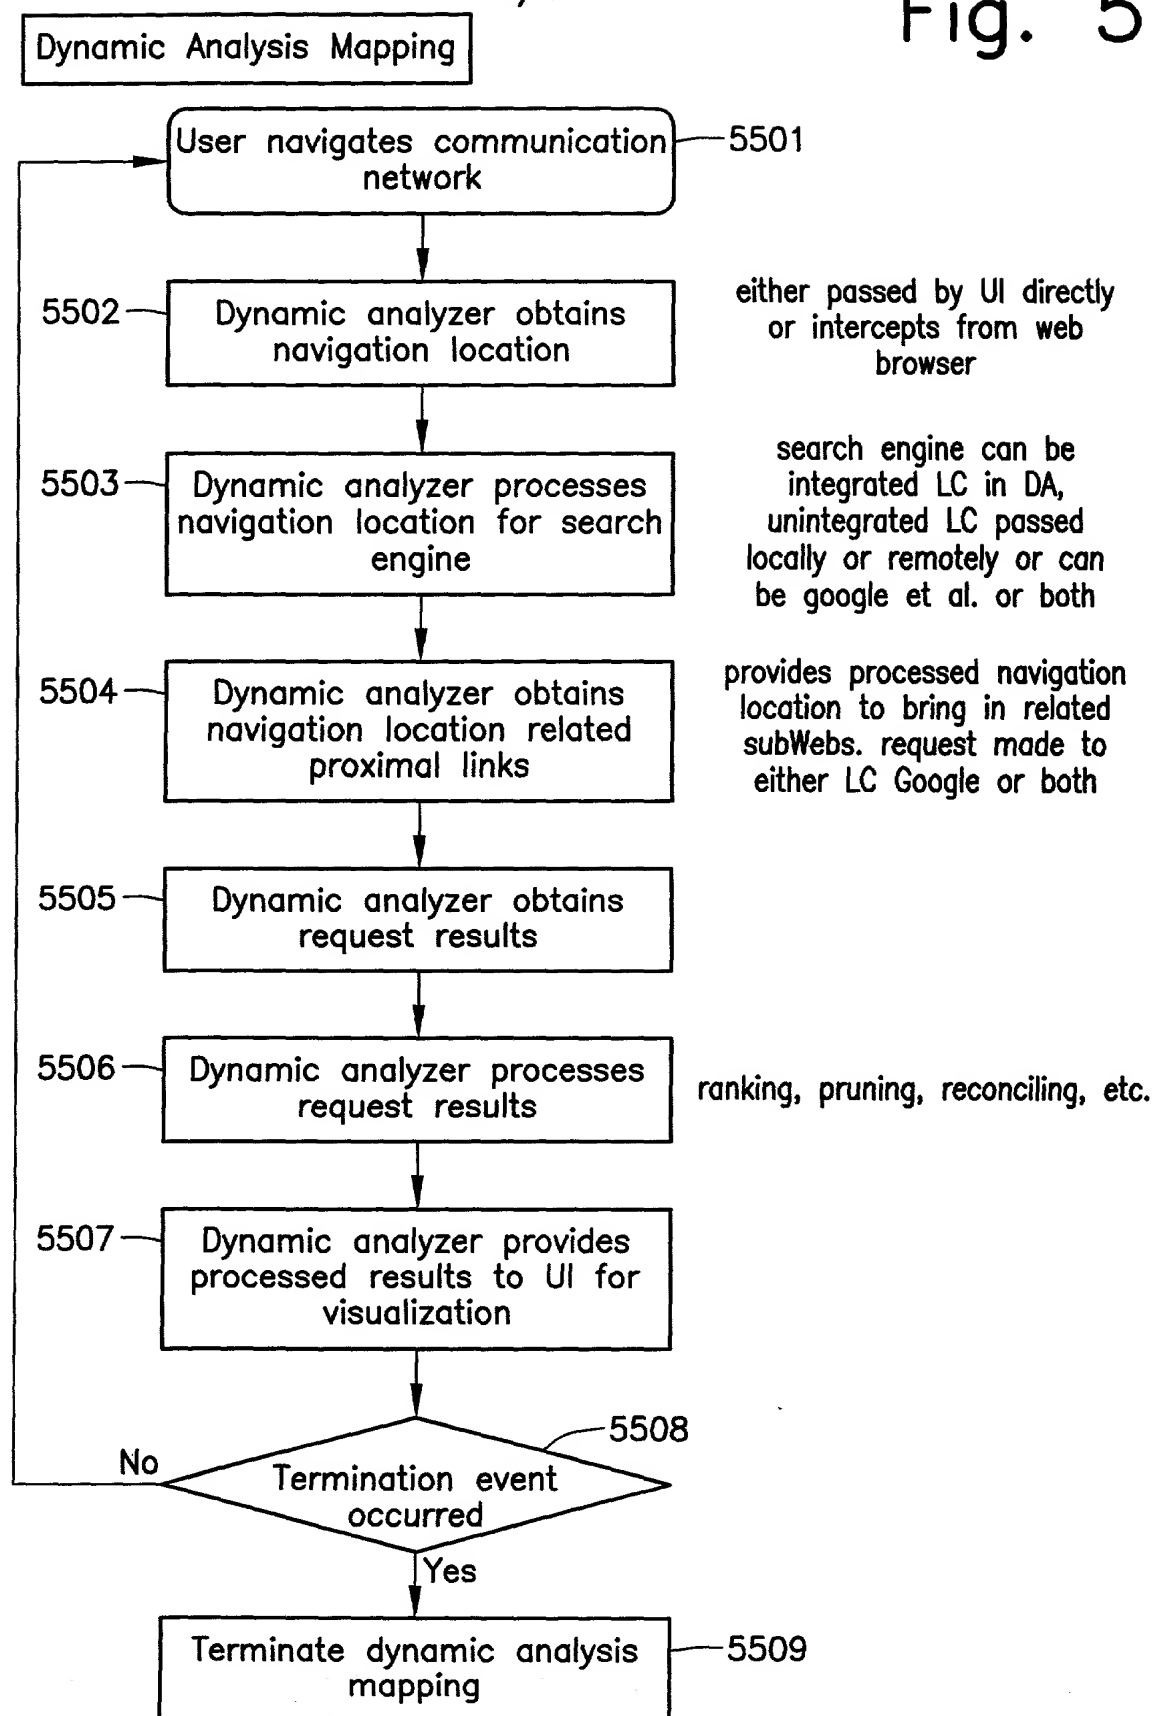 Fig. 5
Dynamic Analysis Mapping
User navigates communication
network
5501
5502
Dynamic analyzer obtains
navigation location
either passed by UI directly
or intercepts from web
browser
5503
Dynamic analyzer processes
navigation location for search
engine
search engine can be
integrated LC in DA,
unintegrated LC passed
locally or remotely or can
be google et al. or both
5504
Dynamic analyzer obtains
navigation location related
proximal links
provides processed navigation
location to bring in related
subWebs. request made to
either LC Google or both
5505
Dynamic analyzer obtains
request results
5506
Dynamic analyzer processes
request results
ranking, pruning, reconciling, etc.
5507
Dynamic analyzer provides
processed results to UI for
visualization
5508
No
Termination event
occurred
Yes
Terminate dynamic analysis
mapping
5509